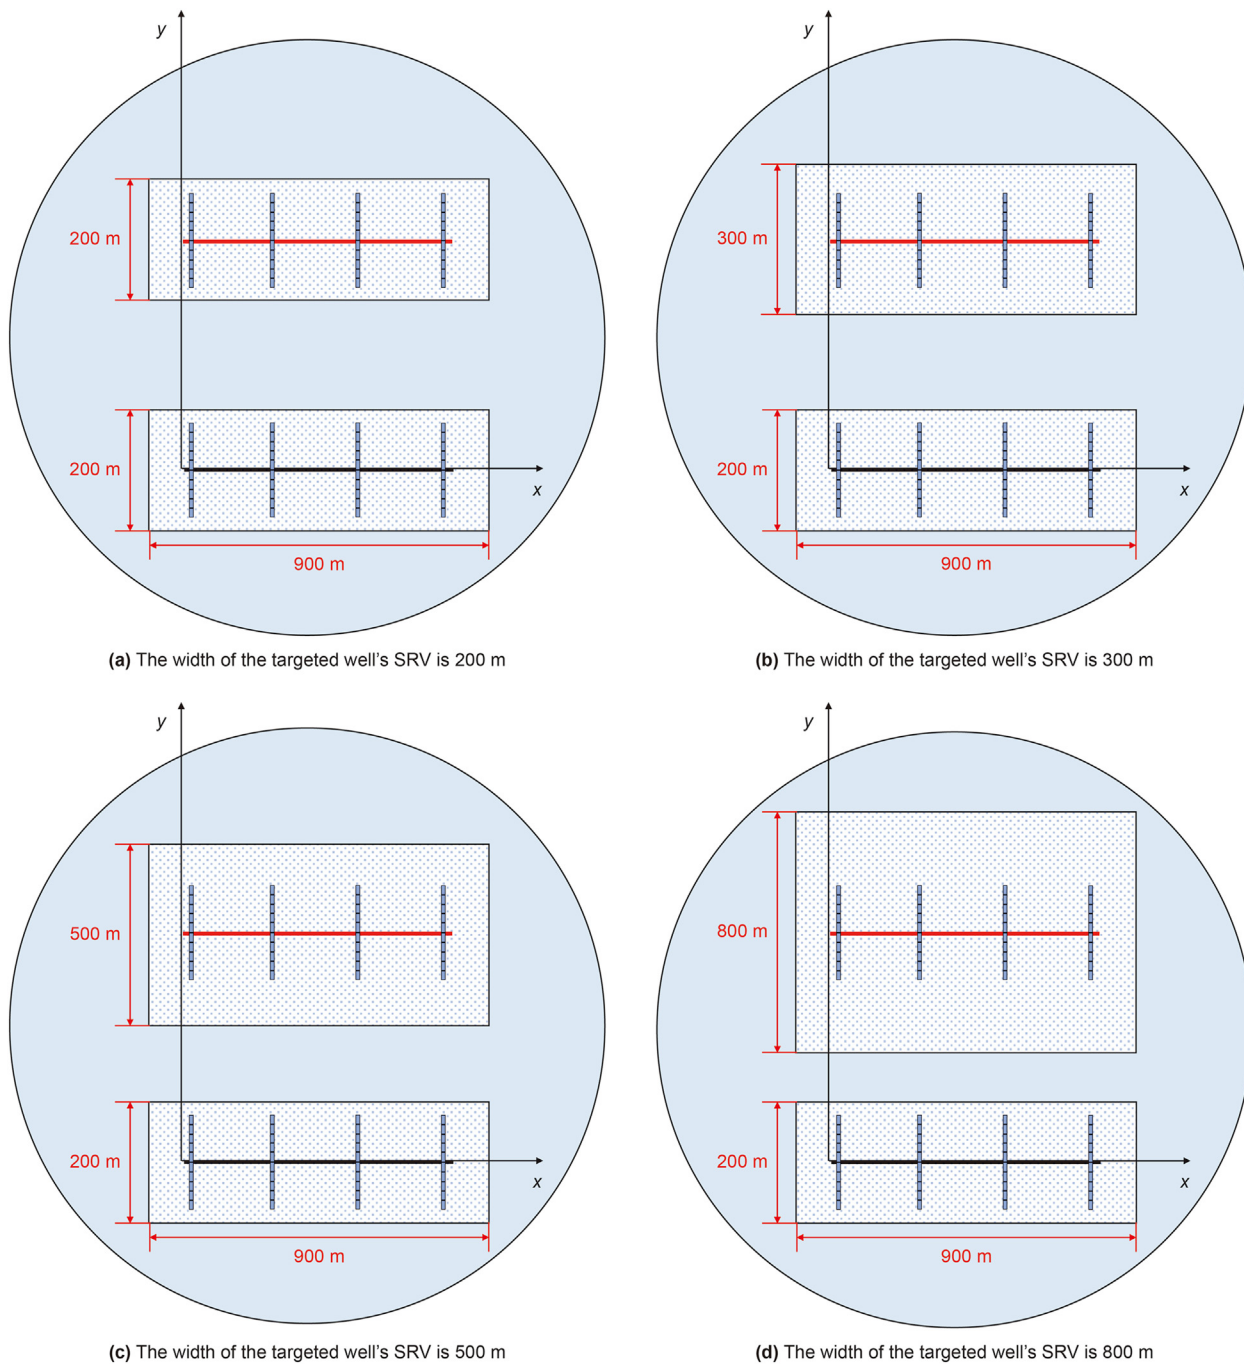 y
200 m
200 m
x
900 m
(a) The width of the targeted well's SRV is 200 m
y
300 m
200 m
x
900 m
(b) The width of the targeted well's SRV is 300 m
y
500 m
200 m
x
900 m
(c) The width of the targeted well's SRV is 500 m
y
800 m
200 m
x
900 m
(d) The width of the targeted well's SRV is 800 m